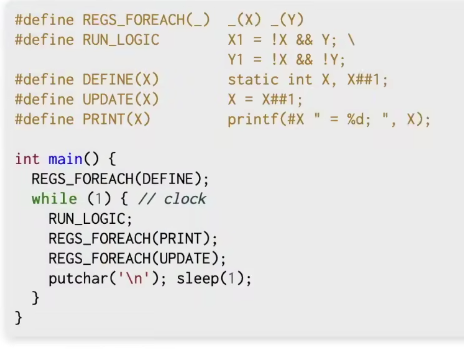 #define REGS_FOREACH(_)  _(X) _(Y)
#define RUN_LOGIC        X1 = !X && Y; \
                         Y1 = !X && !Y;
#define DEFINE(X)        static int X, X##1;
#define UPDATE(X)        X = X##1;
#define PRINT(X)         printf(#X " = %d; ", X);

int main() {
  REGS_FOREACH(DEFINE);
  while (1) { // clock
    RUN_LOGIC;
    REGS_FOREACH(PRINT);
    REGS_FOREACH(UPDATE);
    putchar('\n'); sleep(1);
  }
}